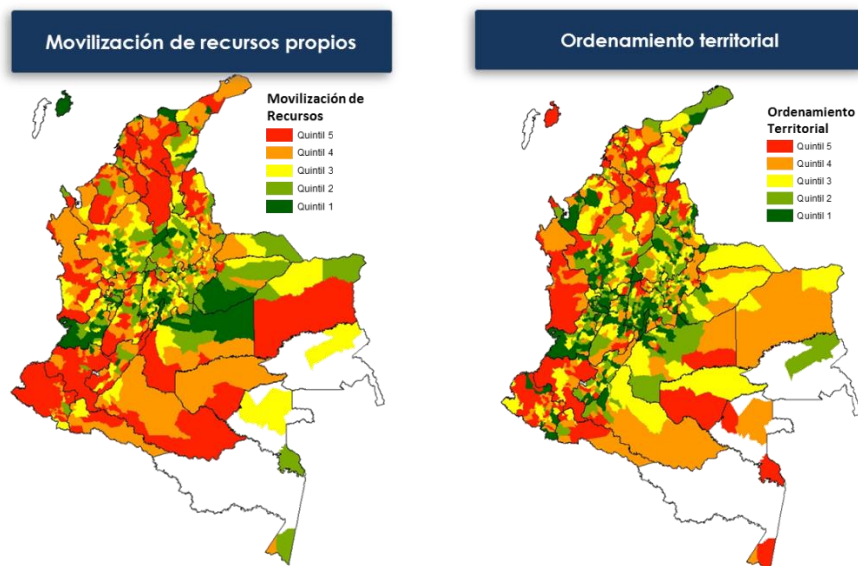 Movilización de recursos propios
Movilización de
Recursos
Quintil 5
Quintil 4
Quintil 3
Quintil 2
Quintil 1
Ordenamiento territorial
Ordenamiento
Territorial
Quintil 5
Quintil 4
Quintil 3
Quintil 2
Quintil 1